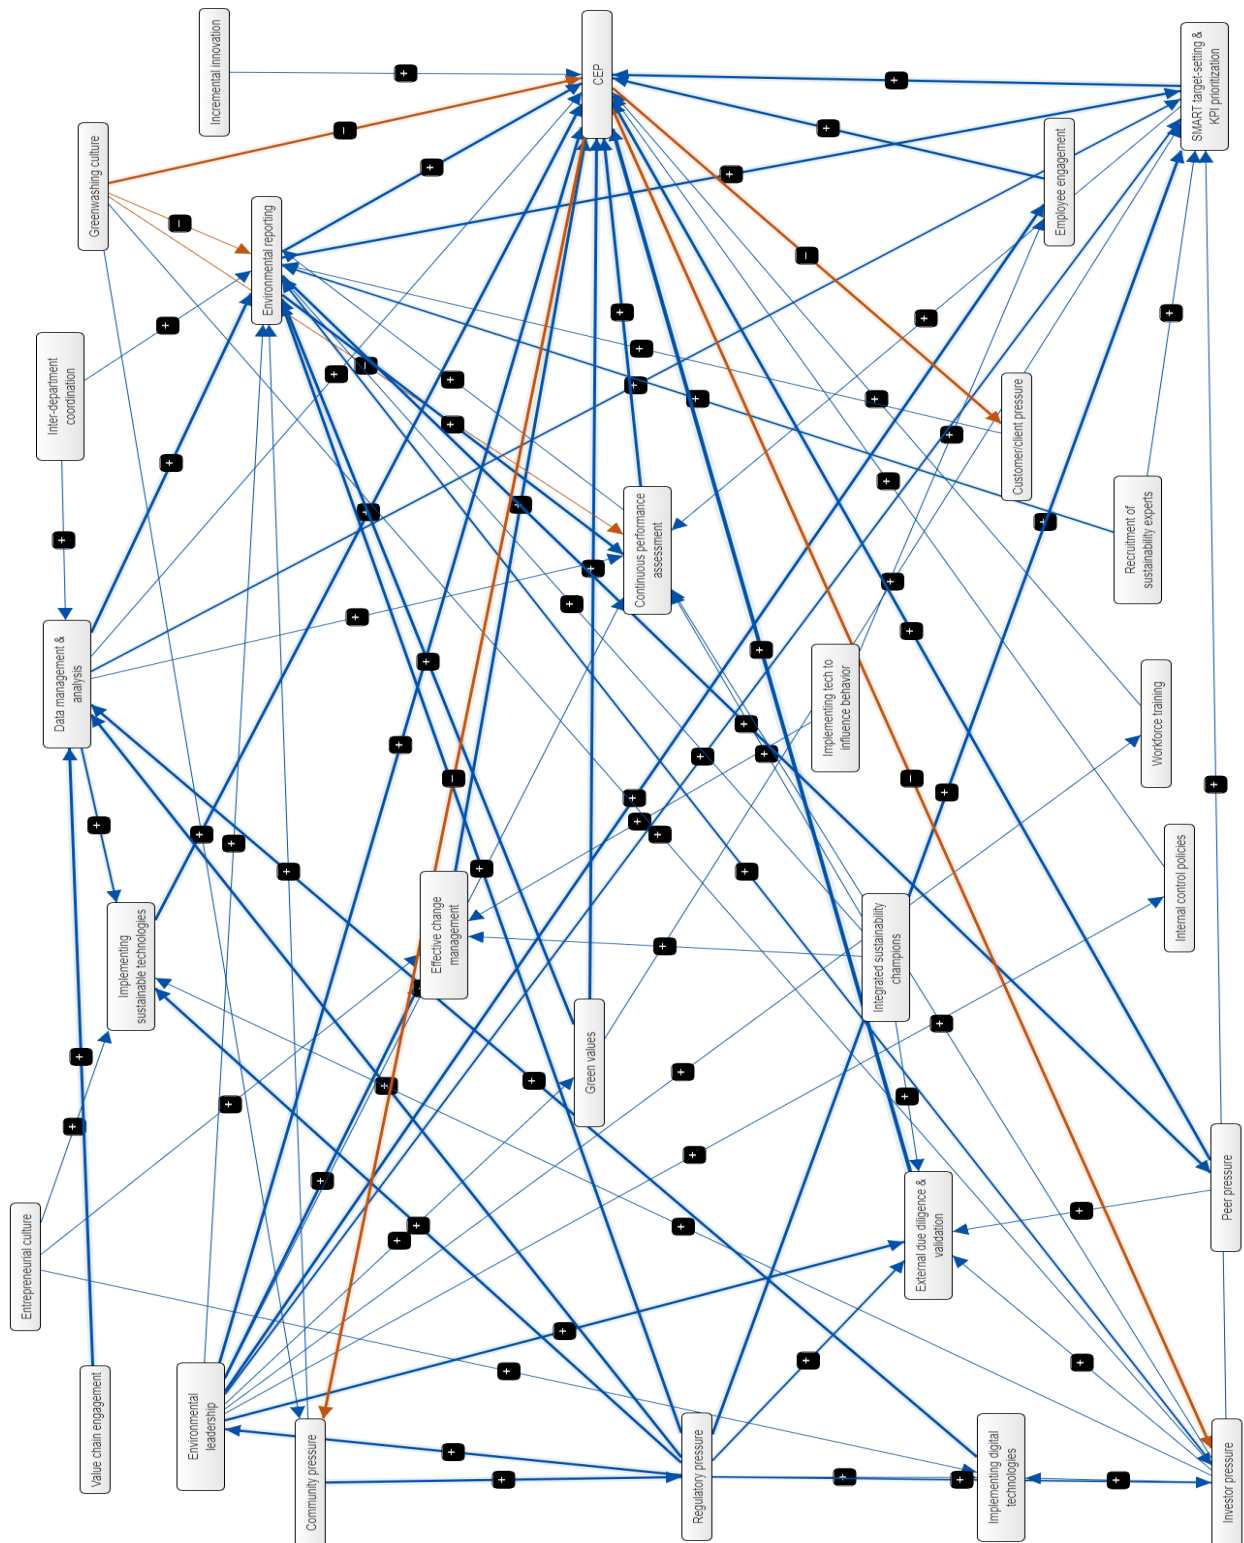 Incremental innovation
CEP
SMART target-setting &
KPI prioritization
Greenwashing culture
Employee engagement
Environmental reporting
Inter-department
coordination
Customer/client pressure
Continuous performance
assessment
Recruitment of
sustainability experts
Data management &
analysis
Implementing tech to
influence behavior
Workforce training
Internal control policies
Implementing
sustainable technologies
Effective change
management
Integrated sustainability
champions
Green values
Peer pressure
External due diligence &
validation
Entrepreneurial culture
Value chain engagement
Environmental
leadership
Community pressure
Regulatory pressure
Implementing digital
technologies
Investor pressure